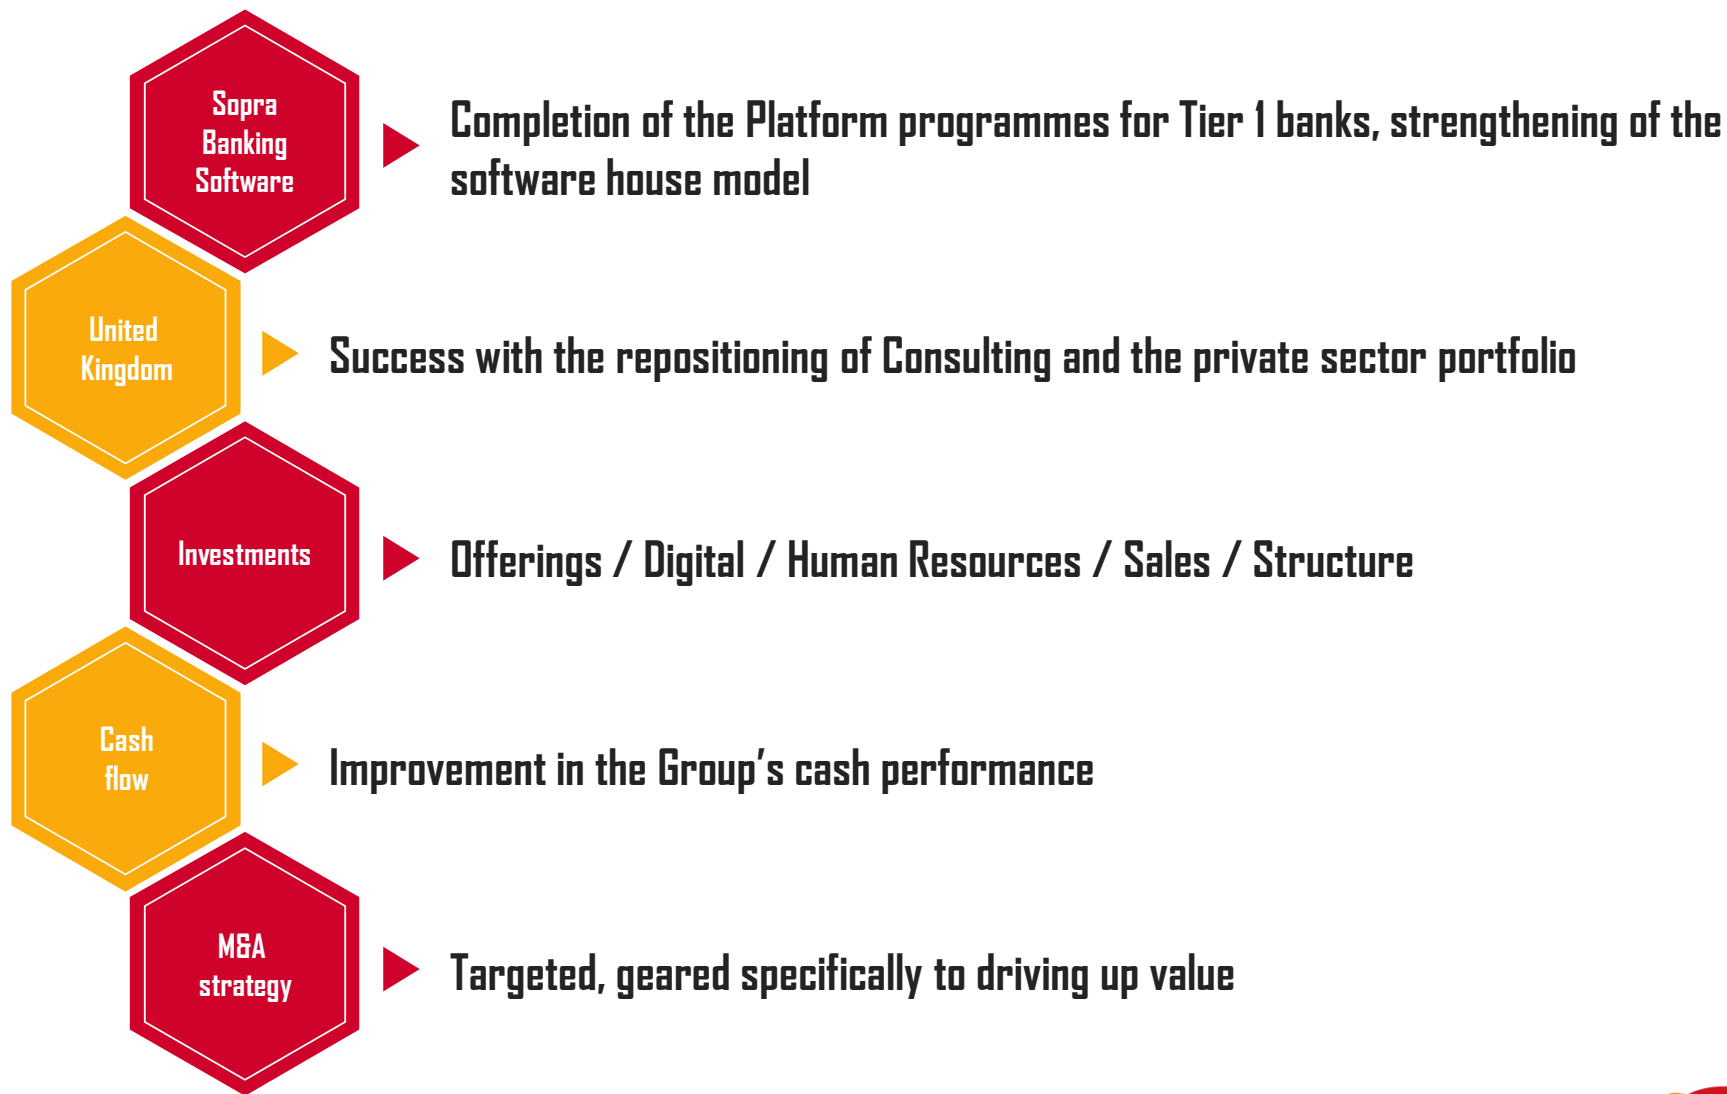 Sopra
Banking
Software
Completion of the Platform programmes for Tier 1 banks, strengthening of the
software house model
United
Kingdom
Success with the repositioning of Consulting and the private sector portfolio
Investments
Offerings / Digital / Human Resources / Sales / Structure
Cash
flow
Improvement in the Group's cash performance
M&A
strategy
Targeted, geared specifically to driving up value